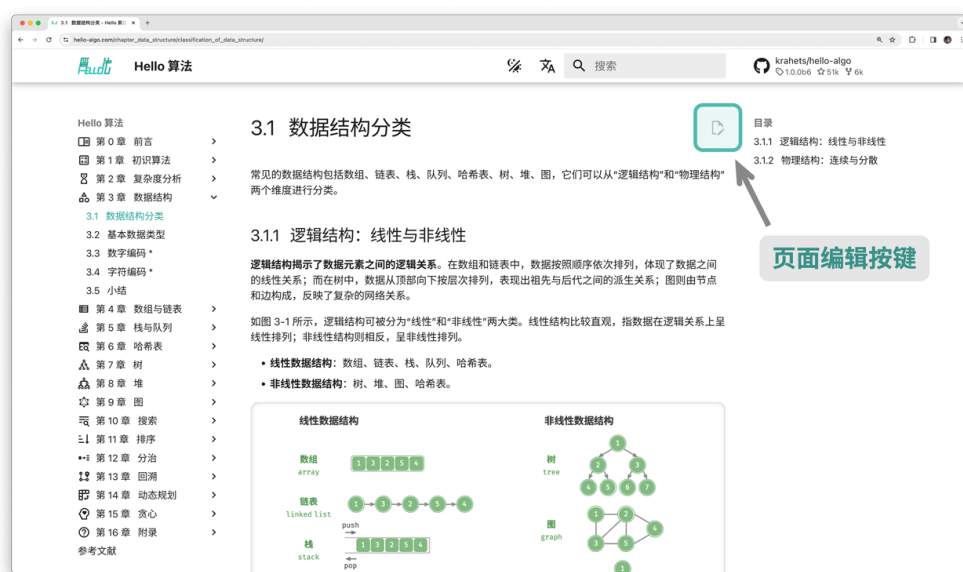 3.1 数据结构分类 - Hello 算法
hello-algo.com/chapter_data_structure/classification_of_data_structure/
HELLO
Hello 算法
搜索
krahets/hello-algo
1.0.0b6 51k 6k
Hello 算法
第 0 章 前言
第 1 章 初识算法
第 2 章 复杂度分析
第 3 章 数据结构
3.1 数据结构分类
3.2 基本数据类型
3.3 数字编码 *
3.4 字符编码 *
3.5 小结
第 4 章 数组与链表
第 5 章 栈与队列
第 6 章 哈希表
第 7 章 树
第 8 章 堆
第 9 章 图
第 10 章 搜索
第 11 章 排序
第 12 章 分治
第 13 章 回溯
第 14 章 动态规划
第 15 章 贪心
第 16 章 附录
参考文献
3.1 数据结构分类
常见的数据结构包括数组、链表、栈、队列、哈希表、树、堆、图，它们可以从“逻辑结构”和“物理结构”
两个维度进行分类。
3.1.1 逻辑结构：线性与非线性
逻辑结构揭示了数据元素之间的逻辑关系。在数组和链表中，数据按照顺序依次排列，体现了数据之间
的线性关系；而在树中，数据从顶部向下按层次排列，表现出祖先与后代之间的派生关系；图则由节点
和边构成，反映了复杂的网络关系。
如图 3-1 所示，逻辑结构可被分为“线性”和“非线性”两大类。线性结构比较直观，指数据在逻辑关系上呈
线性排列；非线性结构则相反，呈非线性排列。
• 线性数据结构：数组、链表、栈、队列、哈希表。
• 非线性数据结构：树、堆、图、哈希表。
线性数据结构
数组
array
1 3 2 5 4
链表
linked list
1 3 2 5 4
push
栈
stack
1 3 2 5 4
pop
非线性数据结构
树
tree
1
2 3
4 5 6 7
图
graph
1 2
4
3 5
1
目录
3.1.1 逻辑结构：线性与非线性
3.1.2 物理结构：连续与分散
页面编辑按键